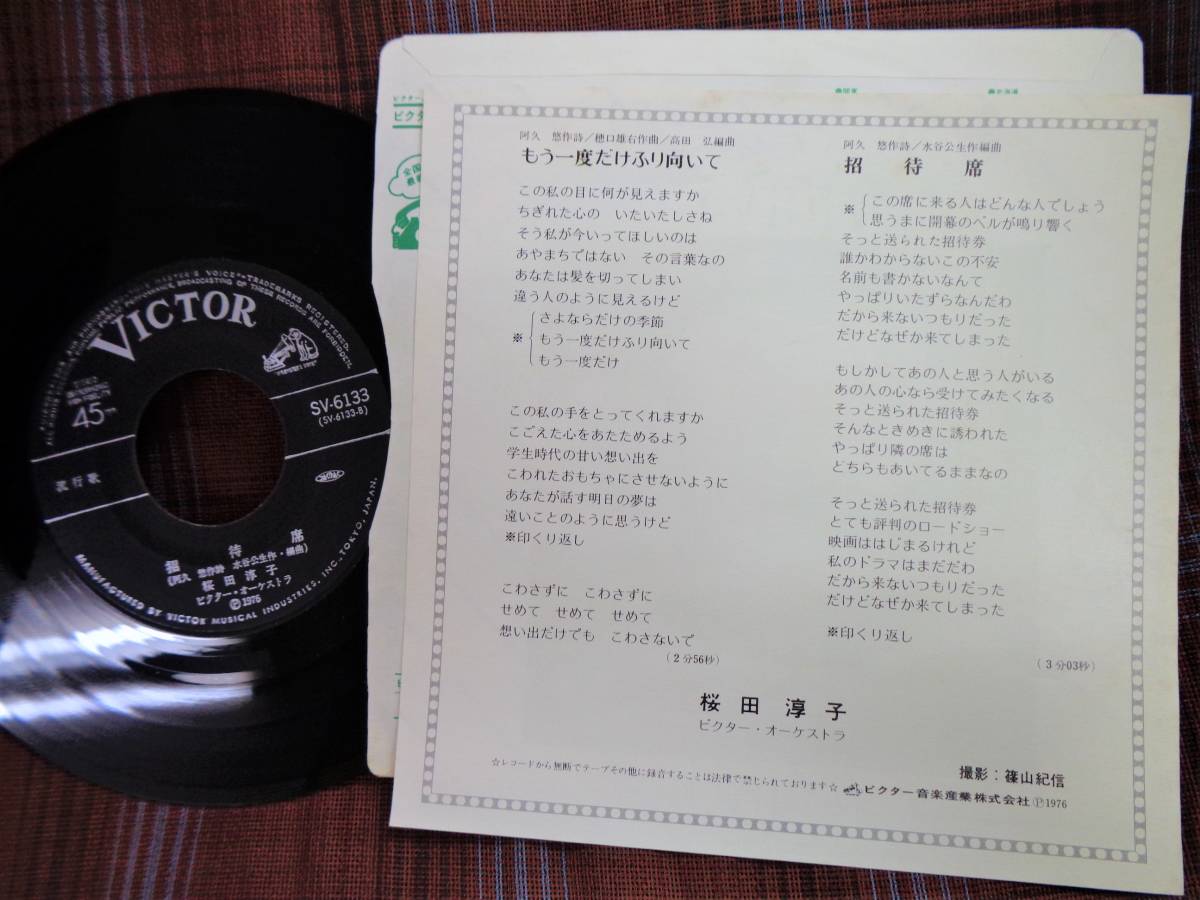 VICTOR
"HIS MASTER'S VOICE"
45
SV-6133
(SV-6133-B)
流行歌
招待席
(阿久 悠作詩 水谷公生作・編曲)
桜田淳子
ビクター・オーケストラ
Ⓟ1976
MANUFACTURED BY VICTOR MUSICAL INDUSTRIES, INC., TOKYO, JAPAN.
阿久 悠作詩/穂口雄右作曲/高田 弘編曲
もう一度だけふり向いて
この私の目に何が見えますか
ちぎれた心の いたいたしさね
そう私が今いってほしいのは
あやまちではない その言葉なの
あなたは髪を切ってしまい
違う人のように見えるけど
※
さよならだけの季節
もう一度だけふり向いて
もう一度だけ
この私の手をとってくれますか
こごえた心をあたためるよう
学生時代の甘い想い出を
こわれたおもちゃにさせないように
あなたが話す明日の夢は
遠いことのように思うけど
※印くり返し
こわさずに こわさずに
せめて せめて せめて
想い出だけでも こわさないで
(2分56秒)
阿久 悠作詩/水谷公生作編曲
招待席
※
この席に来る人はどんな人でしょう
思うまに開幕のベルが鳴り響く
そっと送られた招待券
誰かわからないこの不安
名前も書かないなんて
やっぱりいたずらなんだわ
だから来ないつもりだった
だけどなぜか来てしまった
もしかしてあの人と思う人がいる
あの人の心なら受けてみたくなる
そっと送られた招待券
そんなときめきに誘われた
やっぱり隣の席は
どちらもあいてるままなの
そっと送られた招待券
とても評判のロードショー
映画ははじまるけれど
私のドラマはまだだわ
だから来ないつもりだった
だけどなぜか来てしまった
※印くり返し
(3分03秒)
桜田淳子
ビクター・オーケストラ
撮影:篠山紀信
☆レコードから無断でテープその他に録音することは法律で禁じられております☆
ビクター音楽産業株式会社Ⓟ1976